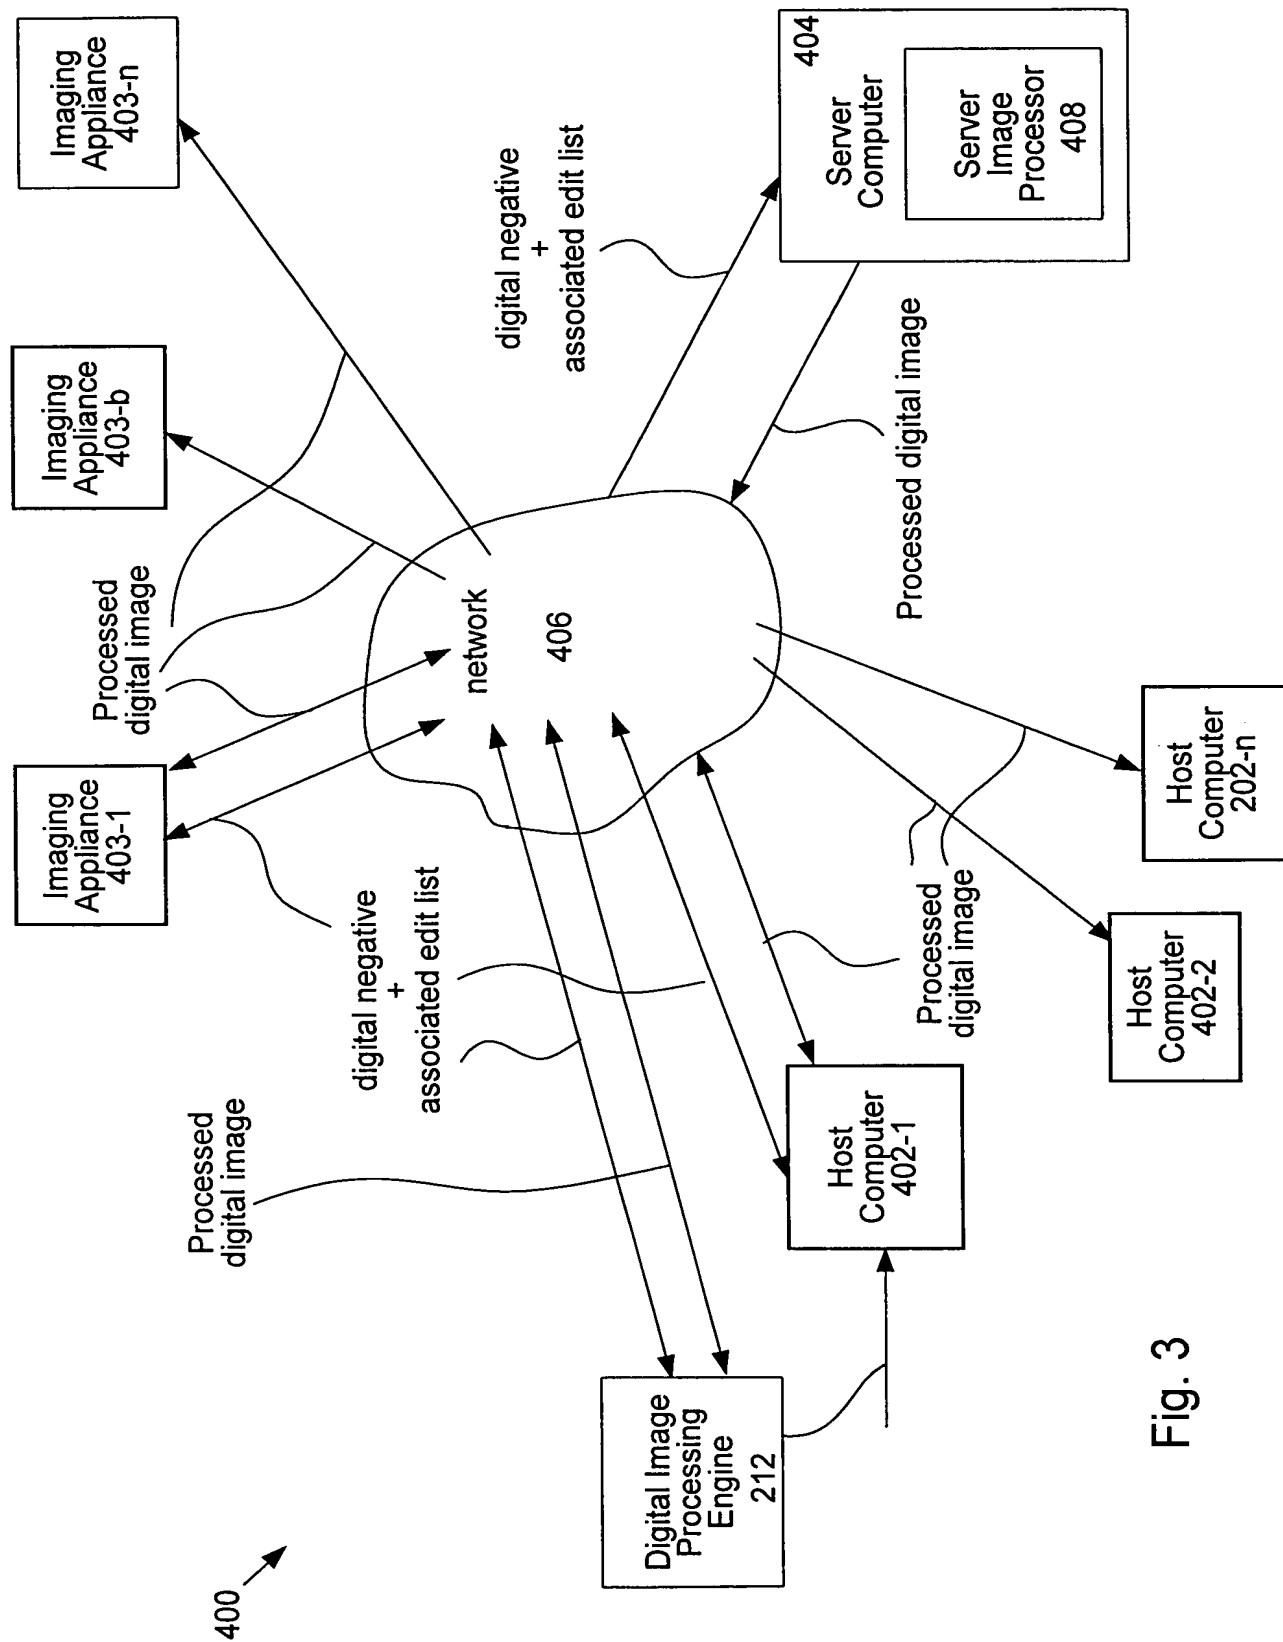 400
Digital Image
Processing
Engine
212
Processed
digital image
digital negative
+
associated edit list
Imaging
Appliance
403-1
Processed
digital image
Imaging
Appliance
403-b
Imaging
Appliance
403-n
network
406
digital negative
+
associated edit list
404
Server
Computer
Server
Image
Processor
408
Processed digital image
Host
Computer
402-1
Processed
digital image
Host
Computer
402-2
Host
Computer
202-n
Fig. 3